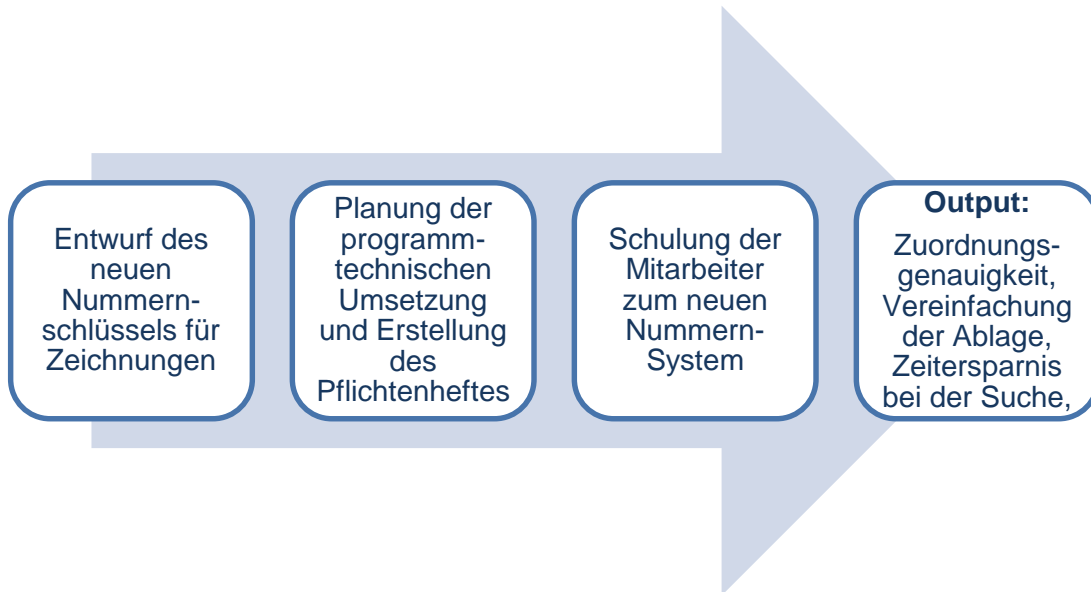 Entwurf des
neuen
Nummern-
schlüssels für
Zeichnungen
Planung der
programm-
technischen
Umsetzung
und Erstellung
des
Pflichtenheftes
Schulung der
Mitarbeiter
zum neuen
Nummern-
System
Output:
Zuordnungs-
genauigkeit,
Vereinfachung
der Ablage,
Zeitersparnis
bei der Suche,